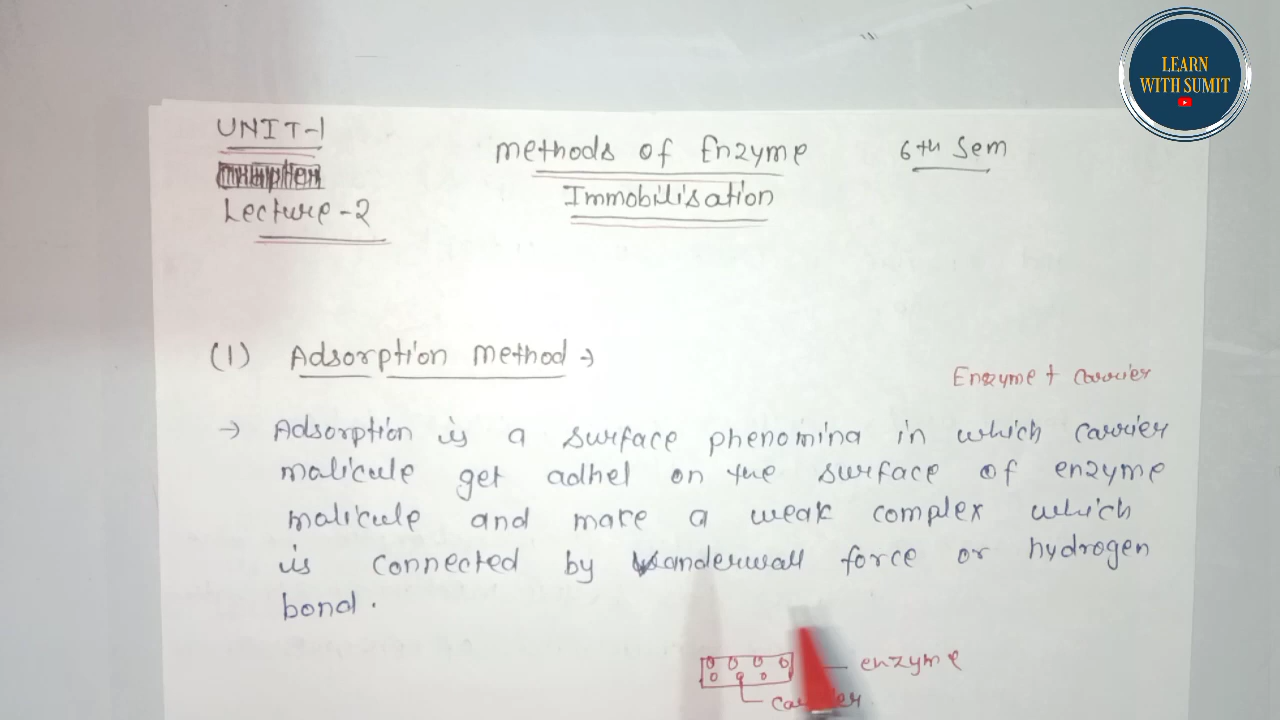 LEARN
WITH SUMIT
UNIT-1
Lecture-2
methods of Enzyme
Immobilisation
6th Sem
(1) Adsorption method →
Enzyme + carrier
→ Adsorption is a surface phenomina in which carrier
malicule get adhel on the surface of enzyme
malicule and make a weak complex which
is connected by vanderwall force or hydrogen
bond.
enzyme